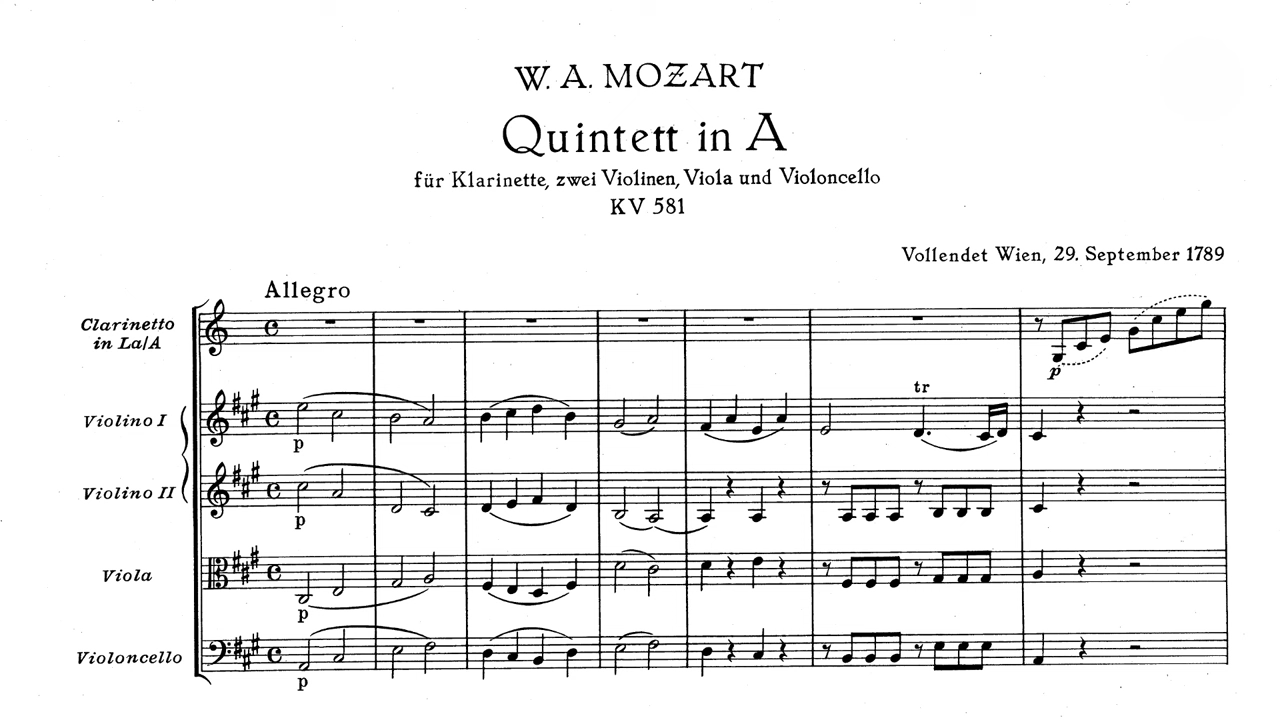 W. A. MOZART
Quintett in A
für Klarinette, zwei Violinen, Viola und Violoncello
KV 581
Vollendet Wien, 29. September 1789
Allegro
Clarinetto
in La/A
p
tr
Violino I
p
Violino II
p
Viola
p
Violoncello
p